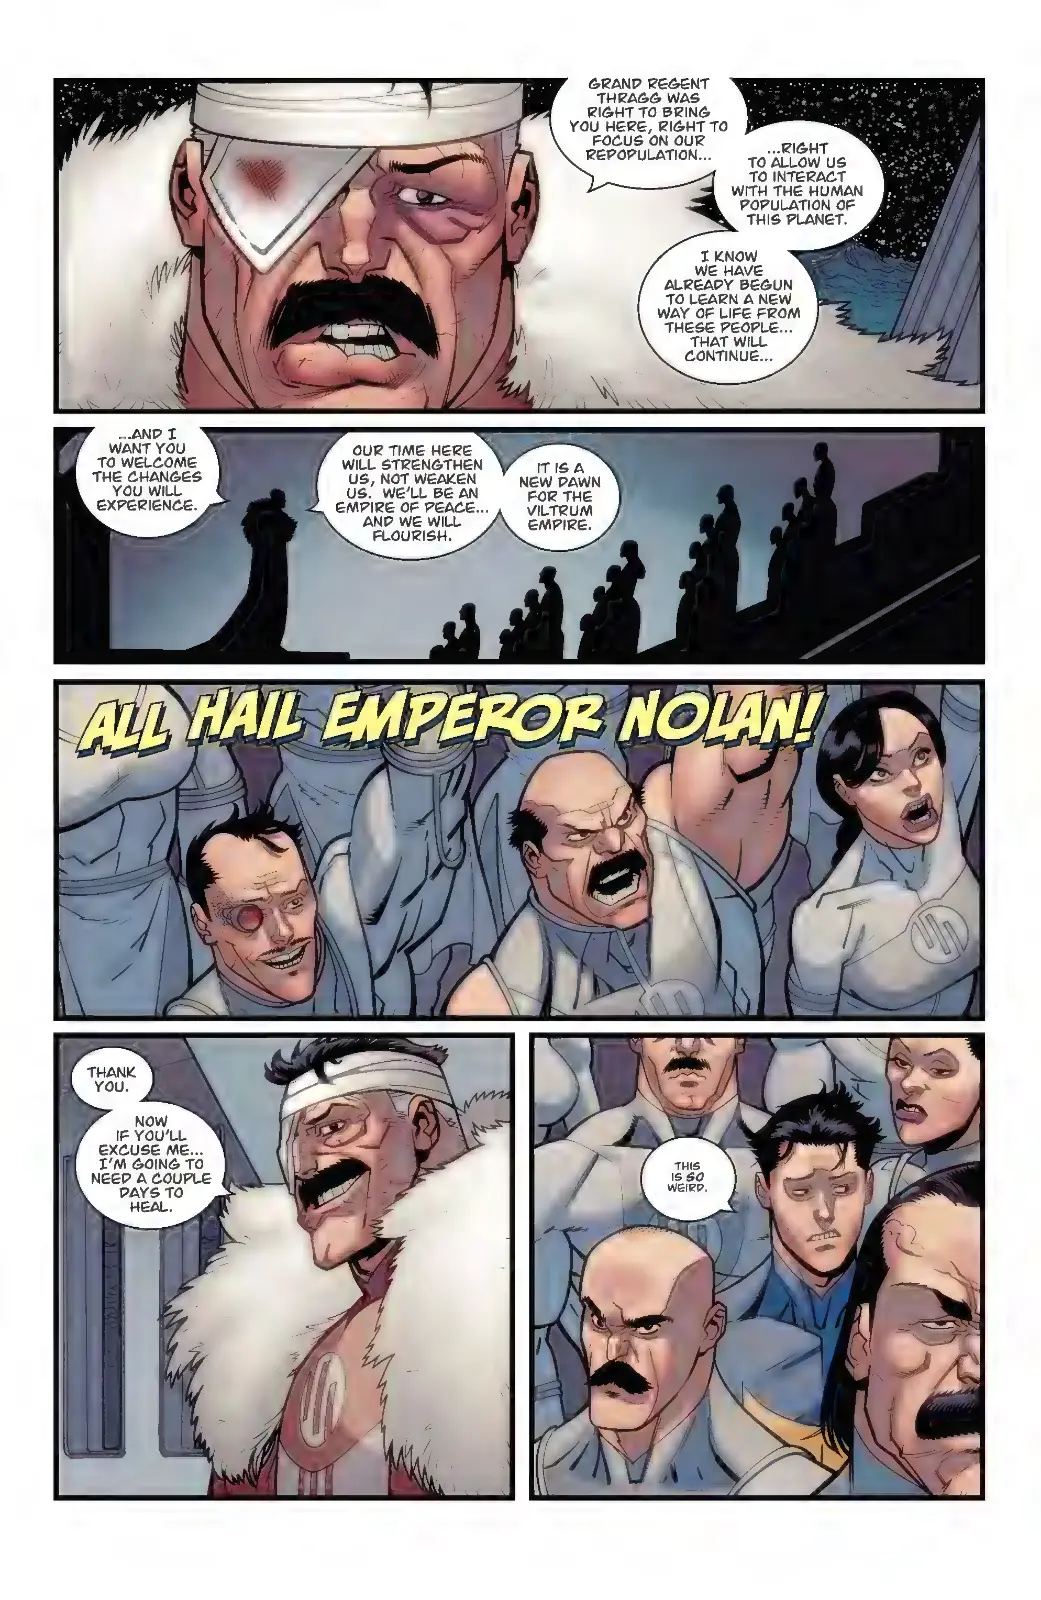 GRAND REGENT
THRAGG WAS
RIGHT TO BRING
YOU HERE, RIGHT TO
FOCUS ON OUR
REPOPULATION...
...RIGHT
TO ALLOW US
TO INTERACT
WITH THE HUMAN
POPULATION OF
THIS PLANET.
I KNOW
WE HAVE
ALREADY BEGUN
TO LEARN A NEW
WAY OF LIFE FROM
THESE PEOPLE...
THAT WILL
CONTINUE...
...AND I
WANT YOU
TO WELCOME
THE CHANGES
YOU WILL
EXPERIENCE.
OUR TIME HERE
WILL STRENGTHEN
US, NOT WEAKEN
US. WE'LL BE AN
EMPIRE OF PEACE...
AND WE WILL
FLOURISH.
IT IS A
NEW DAWN
FOR THE
VILTRUM
EMPIRE.
ALL HAIL EMPEROR NOLAN!
THANK
YOU.
NOW
IF YOU'LL
EXCUSE ME...
I'M GOING TO
NEED A COUPLE
DAYS TO
HEAL.
THIS
IS SO
WEIRD.